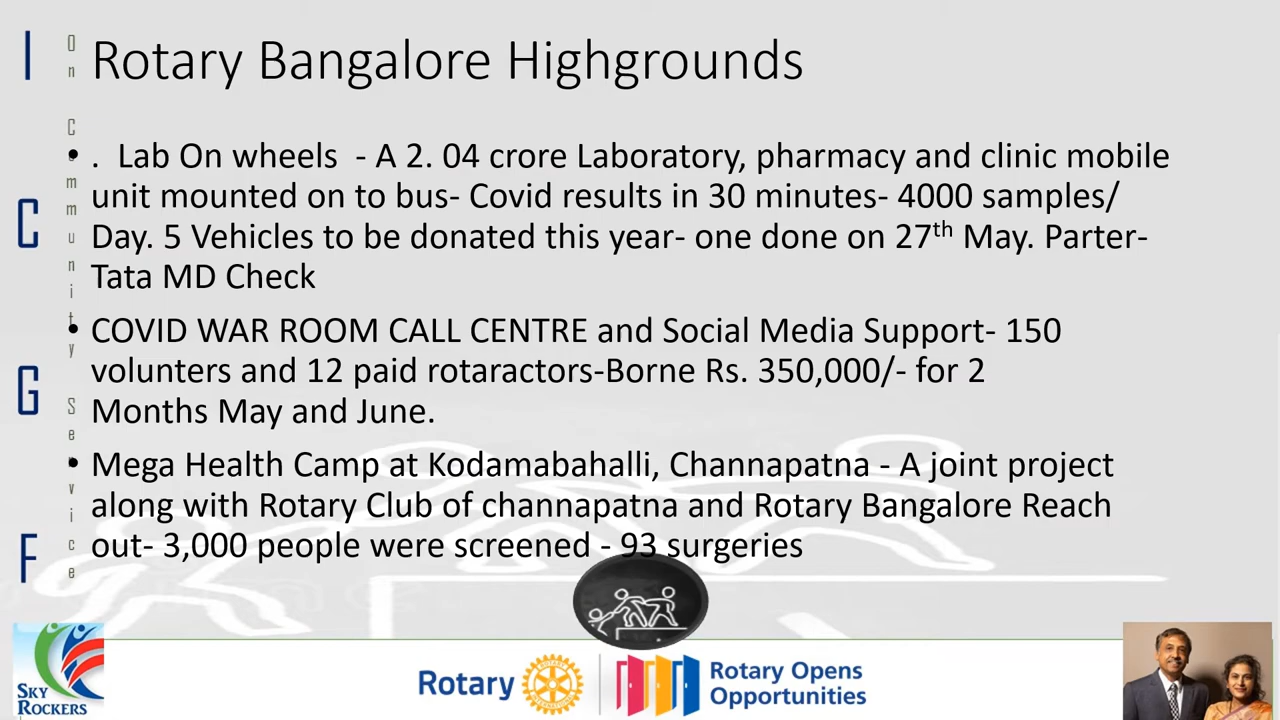 Rotary Bangalore Highgrounds
• . Lab On wheels - A 2. 04 crore Laboratory, pharmacy and clinic mobile
unit mounted on to bus- Covid results in 30 minutes- 4000 samples/
Day. 5 Vehicles to be donated this year- one done on 27th May. Parter-
Tata MD Check
• COVID WAR ROOM CALL CENTRE and Social Media Support- 150
volunters and 12 paid rotaractors-Borne Rs. 350,000/- for 2
Months May and June.
• Mega Health Camp at Kodamabahalli, Channapatna - A joint project
along with Rotary Club of channapatna and Rotary Bangalore Reach
out- 3,000 people were screened - 93 surgeries
I C G F
On Community Service
SKY
ROCKERS
Rotary
Rotary Opens
Opportunities